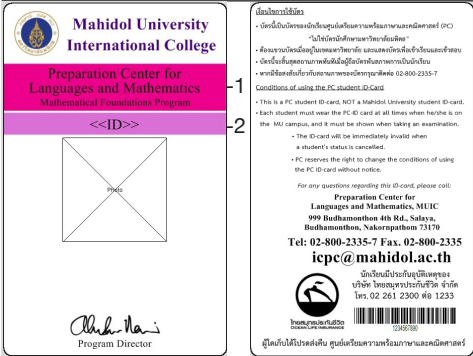 Mahidol University
International College
Preparation Center for
Languages and Mathematics
Mathematical Foundations Program
1
<<ID>>
2
Photo
Program Director
เงื่อนไขการใช้บัตร
• บัตรนี้เป็นบัตรของนักเรียนศูนย์เตรียมความพร้อมภาษาและคณิตศาสตร์ (PC)
"ไม่ใช่บัตรนักศึกษามหาวิทยาลัยมหิดล"
• ต้องแขวนบัตรเมื่ออยู่ในเขตมหาวิทยาลัย และแสดงบัตรเพื่อเข้าเรียนและเข้าสอบ
• บัตรนี้จะสิ้นสุดสถานภาพทันทีเมื่อผู้ถือบัตรพ้นสภาพการเป็นนักเรียน
• หากมีข้อสงสัยเกี่ยวกับสถานภาพของบัตรกรุณาติดต่อ 02-800-2335-7
Conditions of using the PC student ID-Card
• This is a PC student ID-card, NOT a Mahidol University student ID-card.
• Each student must wear the PC-ID card at all times when he/she is on
the MU campus, and it must be shown when taking an examination.
• The ID-card will be immediately invalid when
a student's status is cancelled.
• PC reserves the right to change the conditions of using
the PC ID-card without notice.
For any questions regarding this ID-card, please call:
Preparation Center for
Languages and Mathematics, MUIC
999 Budhamonthon 4th Rd., Salaya,
Budhamonthon, Nakornpathom 73170
Tel: 02-800-2335-7 Fax. 02-800-2335
icpc@mahidol.ac.th
นักเรียนมีประกันอุบัติเหตุของ
บริษัท ไทยสมุทรประกันชีวิต จำกัด
โทร. 02 261 2300 ต่อ 1233
ไทยสมุทรประกันชีวิต
OCEAN LIFE INSURANCE
1234567890
ผู้ใดเก็บได้โปรดส่งคืน ศูนย์เตรียมความพร้อมภาษาและคณิตศาสตร์